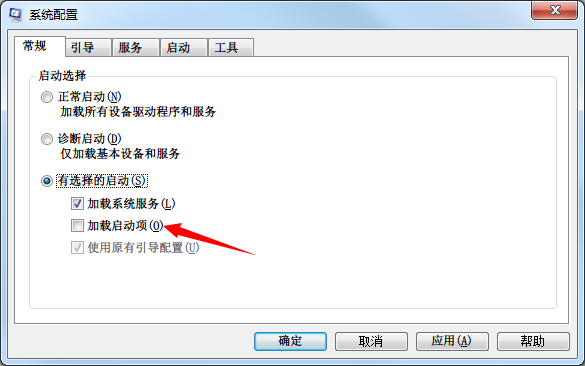 系统配置
常规 引导 服务 启动 工具
启动选择
正常启动(N)
加载所有设备驱动程序和服务
诊断启动(D)
仅加载基本设备和服务
有选择的启动(S)
加载系统服务(L)
加载启动项(O)
使用原有引导配置(U)
确定 取消 应用(A) 帮助